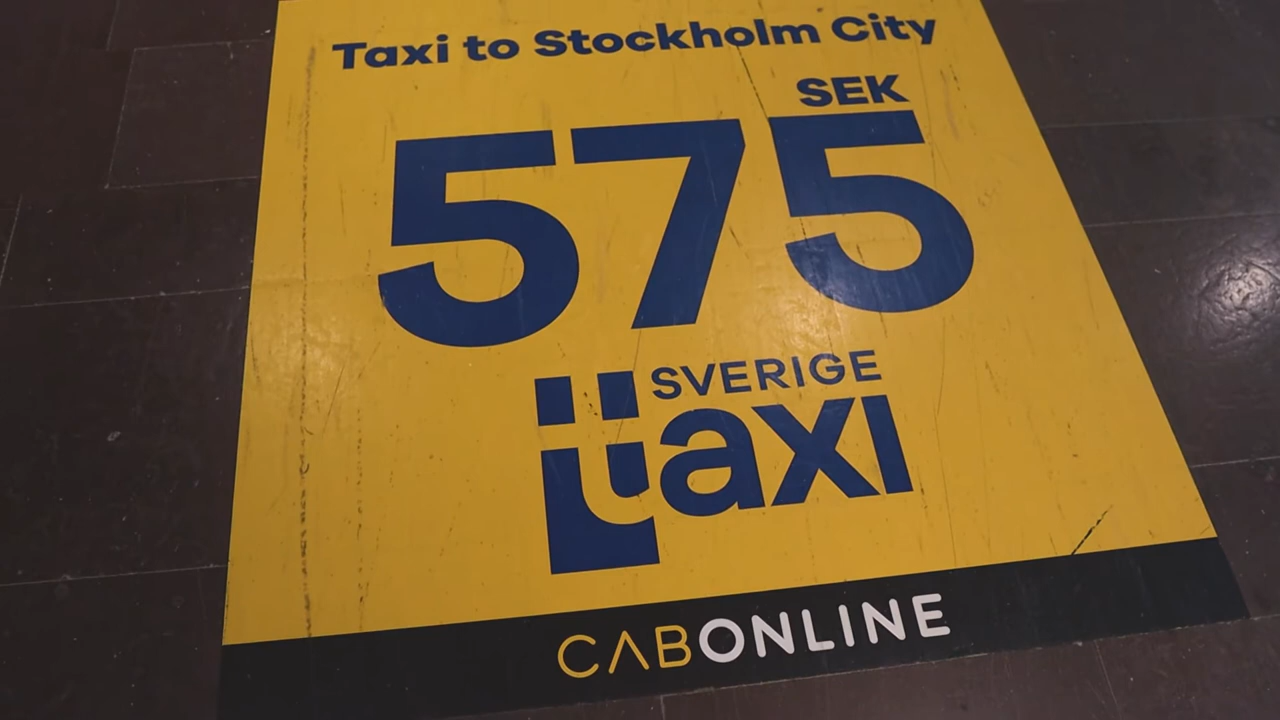 Taxi to Stockholm City
SEK
575
SVERIGE
taxi
CABONLINE